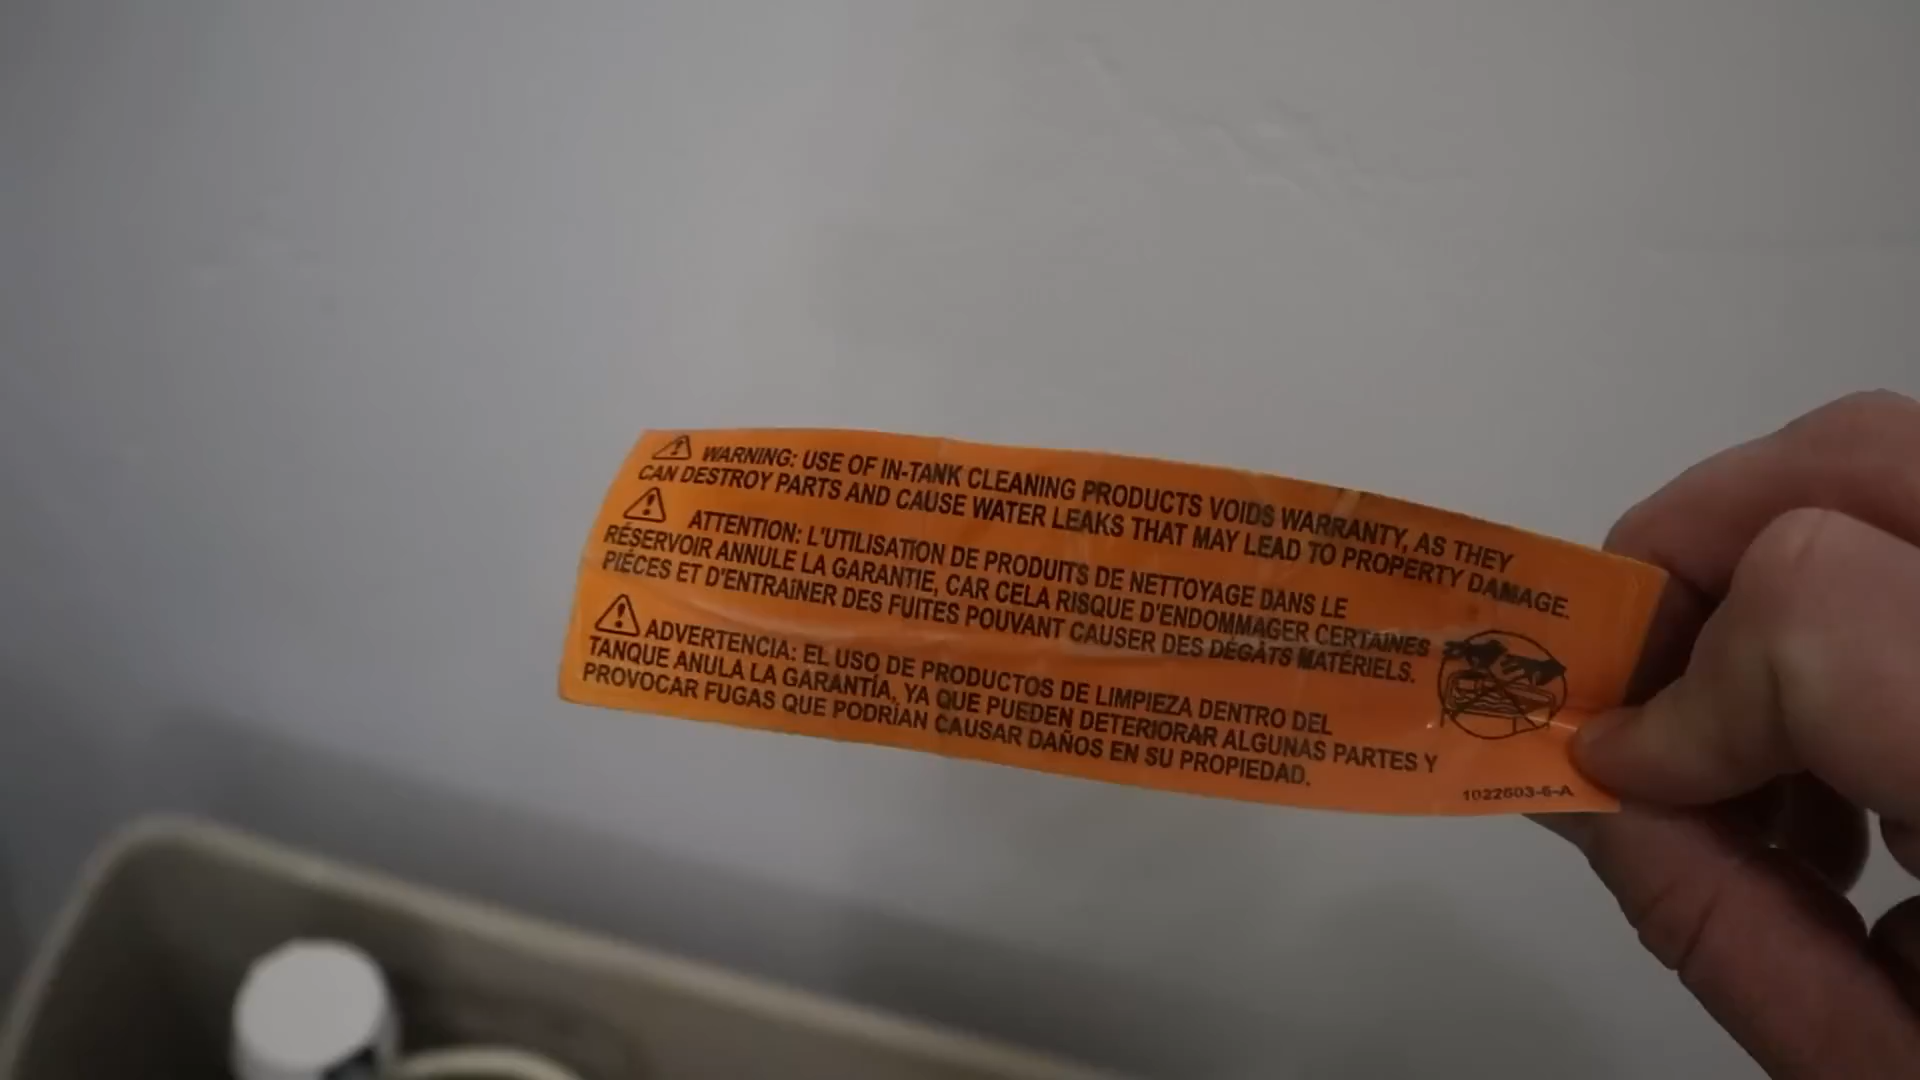 WARNING: USE OF IN-TANK CLEANING PRODUCTS VOIDS WARRANTY, AS THEY
CAN DESTROY PARTS AND CAUSE WATER LEAKS THAT MAY LEAD TO PROPERTY DAMAGE.
ATTENTION: L'UTILISATION DE PRODUITS DE NETTOYAGE DANS LE
RÉSERVOIR ANNULE LA GARANTIE, CAR CELA RISQUE D'ENDOMMAGER CERTAINES
PIÈCES ET D'ENTRAÎNER DES FUITES POUVANT CAUSER DES DÉGÂTS MATÉRIELS.
ADVERTENCIA: EL USO DE PRODUCTOS DE LIMPIEZA DENTRO DEL
TANQUE ANULA LA GARANTÍA, YA QUE PUEDEN DETERIORAR ALGUNAS PARTES Y
PROVOCAR FUGAS QUE PODRÍAN CAUSAR DAÑOS EN SU PROPIEDAD.
1022603-6-A